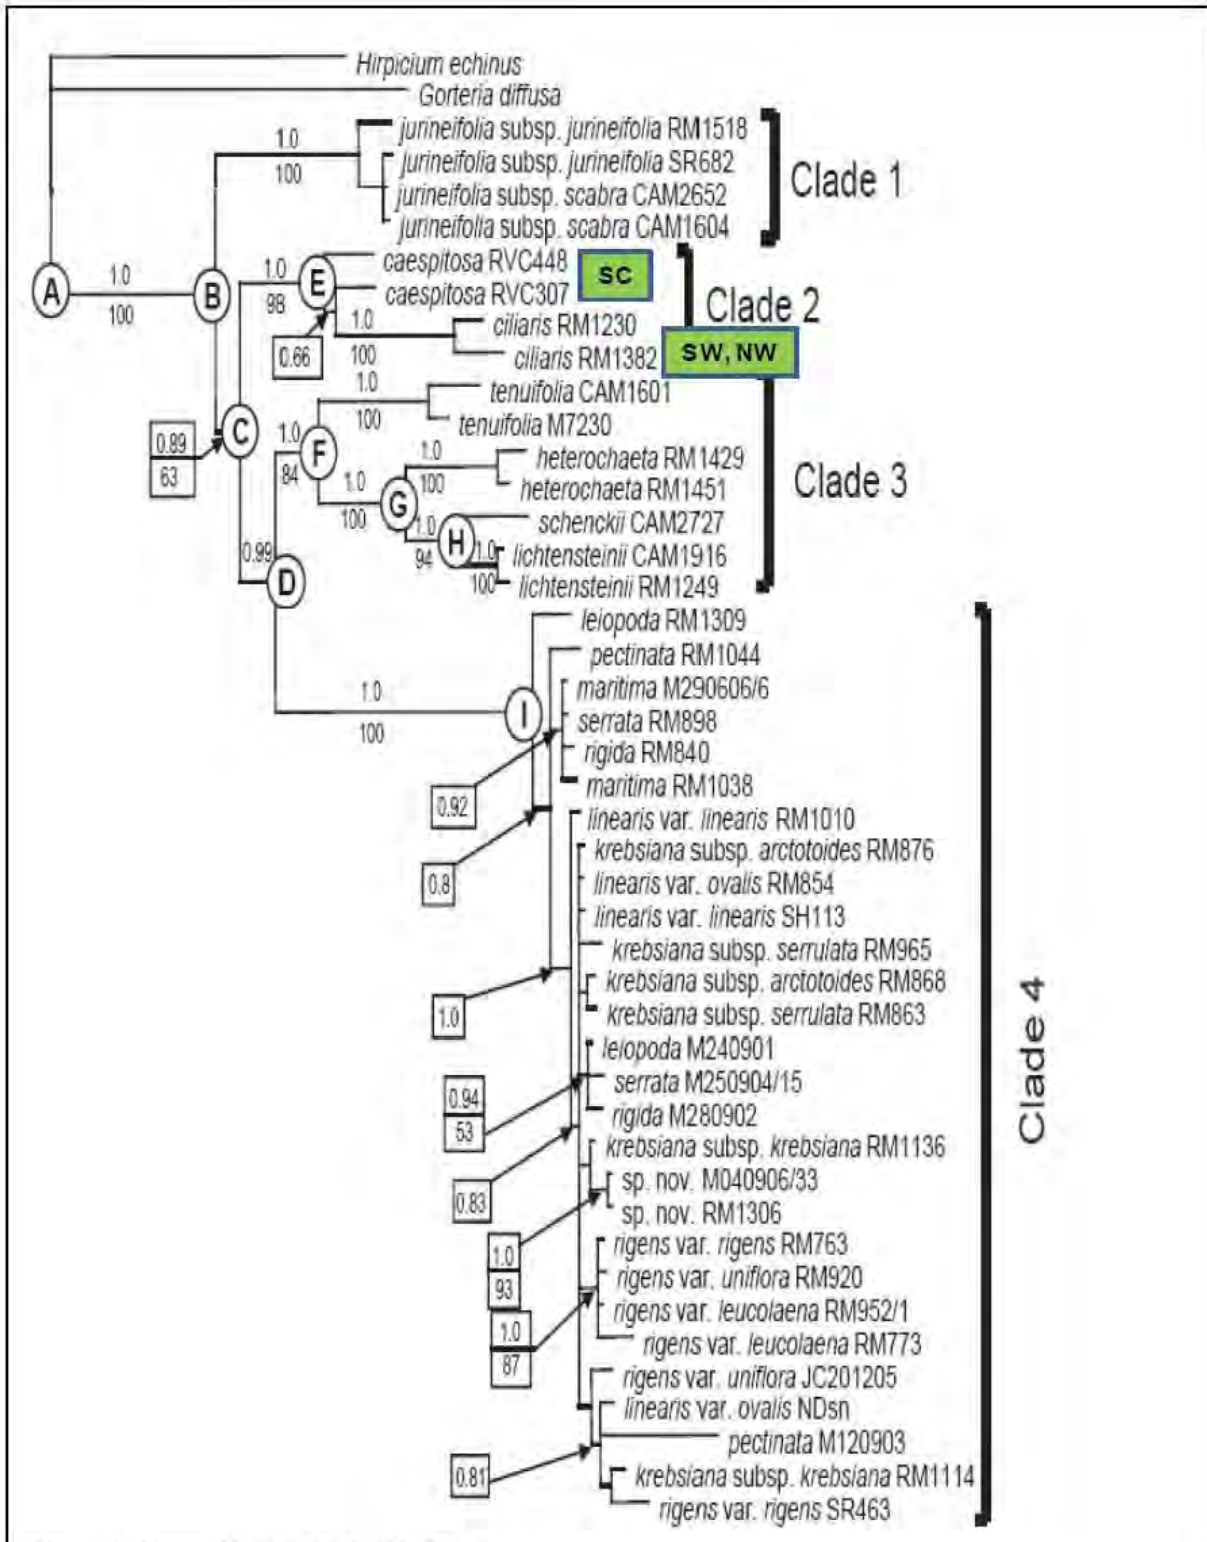 Hirpicium echinus
Gorteria diffusa
jurineifolia subsp. jurineifolia RM1518
1.0
jurineifolia subsp. jurineifolia SR682
100
Clade 1
jurineifolia subsp. scabra CAM2652
jurineifolia subsp. scabra CAM1604
caespitosa RVC448
SC
1.0
E
A
1.0
B
caespitosa RVC307
100
98
Clade 2
ciliaris RM1230
1.0
0.66
100
ciliaris RM1382
SW, NW
1.0
tenuifolia CAM1601
100
tenuifolia M7230
0.89
C
1.0
F
63
84
1.0
heterochaeta RM1429
100
Clade 3
1.0
G
heterochaeta RM1451
100
1.0
schenckii CAM2727
H
94
1.0
lichtensteinii CAM1916
0.99
D
100
lichtensteinii RM1249
leiopoda RM1309
pectinata RM1044
1.0
maritima M290606/6
I
100
serrata RM898
rigida RM840
maritima RM1038
0.92
linearis var. linearis RM1010
krebsiana subsp. arctotoides RM876
0.8
linearis var. ovalis RM854
linearis var. linearis SH113
krebsiana subsp. serrulata RM965
krebsiana subsp. arctotoides RM868
1.0
krebsiana subsp. serrulata RM863
leiopoda M240901
Clade 4
0.94
serrata M250904/15
53
rigida M280902
krebsiana subsp. krebsiana RM1136
0.83
sp. nov. M040906/33
sp. nov. RM1306
1.0
rigens var. rigens RM763
93
rigens var. uniflora RM920
1.0
rigens var. leucolaena RM952/1
87
rigens var. leucolaena RM773
rigens var. uniflora JC201205
linearis var. ovalis NDsn
pectinata M120903
0.81
krebsiana subsp. krebsiana RM1114
rigens var. rigens SR463